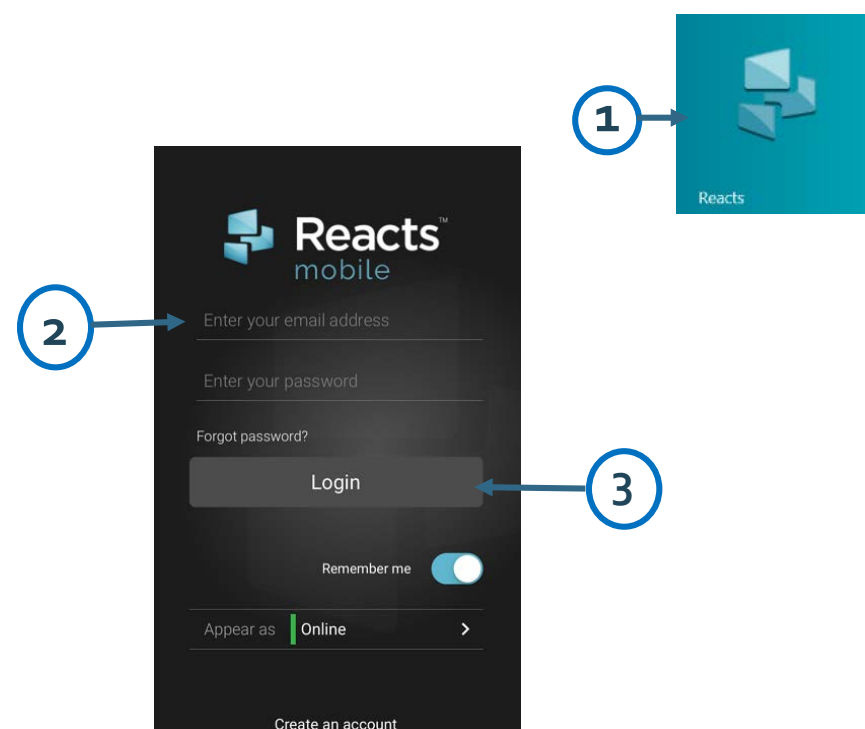 1
Reacts
Reacts™
mobile
2
Enter your email address
Enter your password
Forgot password?
Login
3
Remember me
Appear as Online >
Create an account